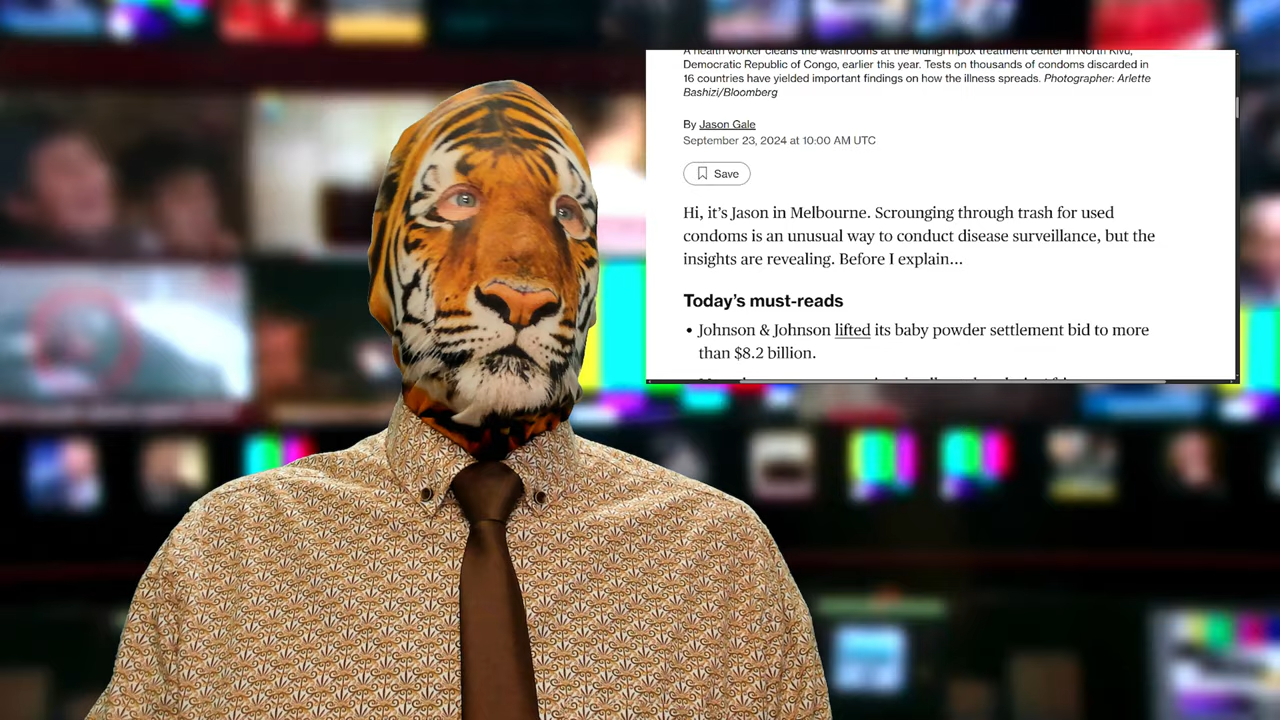 A health worker cleans the washrooms at the Munigi mpox treatment center in North Kivu,
Democratic Republic of Congo, earlier this year. Tests on thousands of condoms discarded in
16 countries have yielded important findings on how the illness spreads. Photographer: Arlette
Bashizi/Bloomberg
By Jason Gale
September 23, 2024 at 10:00 AM UTC
Save
Hi, it's Jason in Melbourne. Scrounging through trash for used
condoms is an unusual way to conduct disease surveillance, but the
insights are revealing. Before I explain…
Today's must-reads
• Johnson & Johnson lifted its baby powder settlement bid to more
than $8.2 billion.